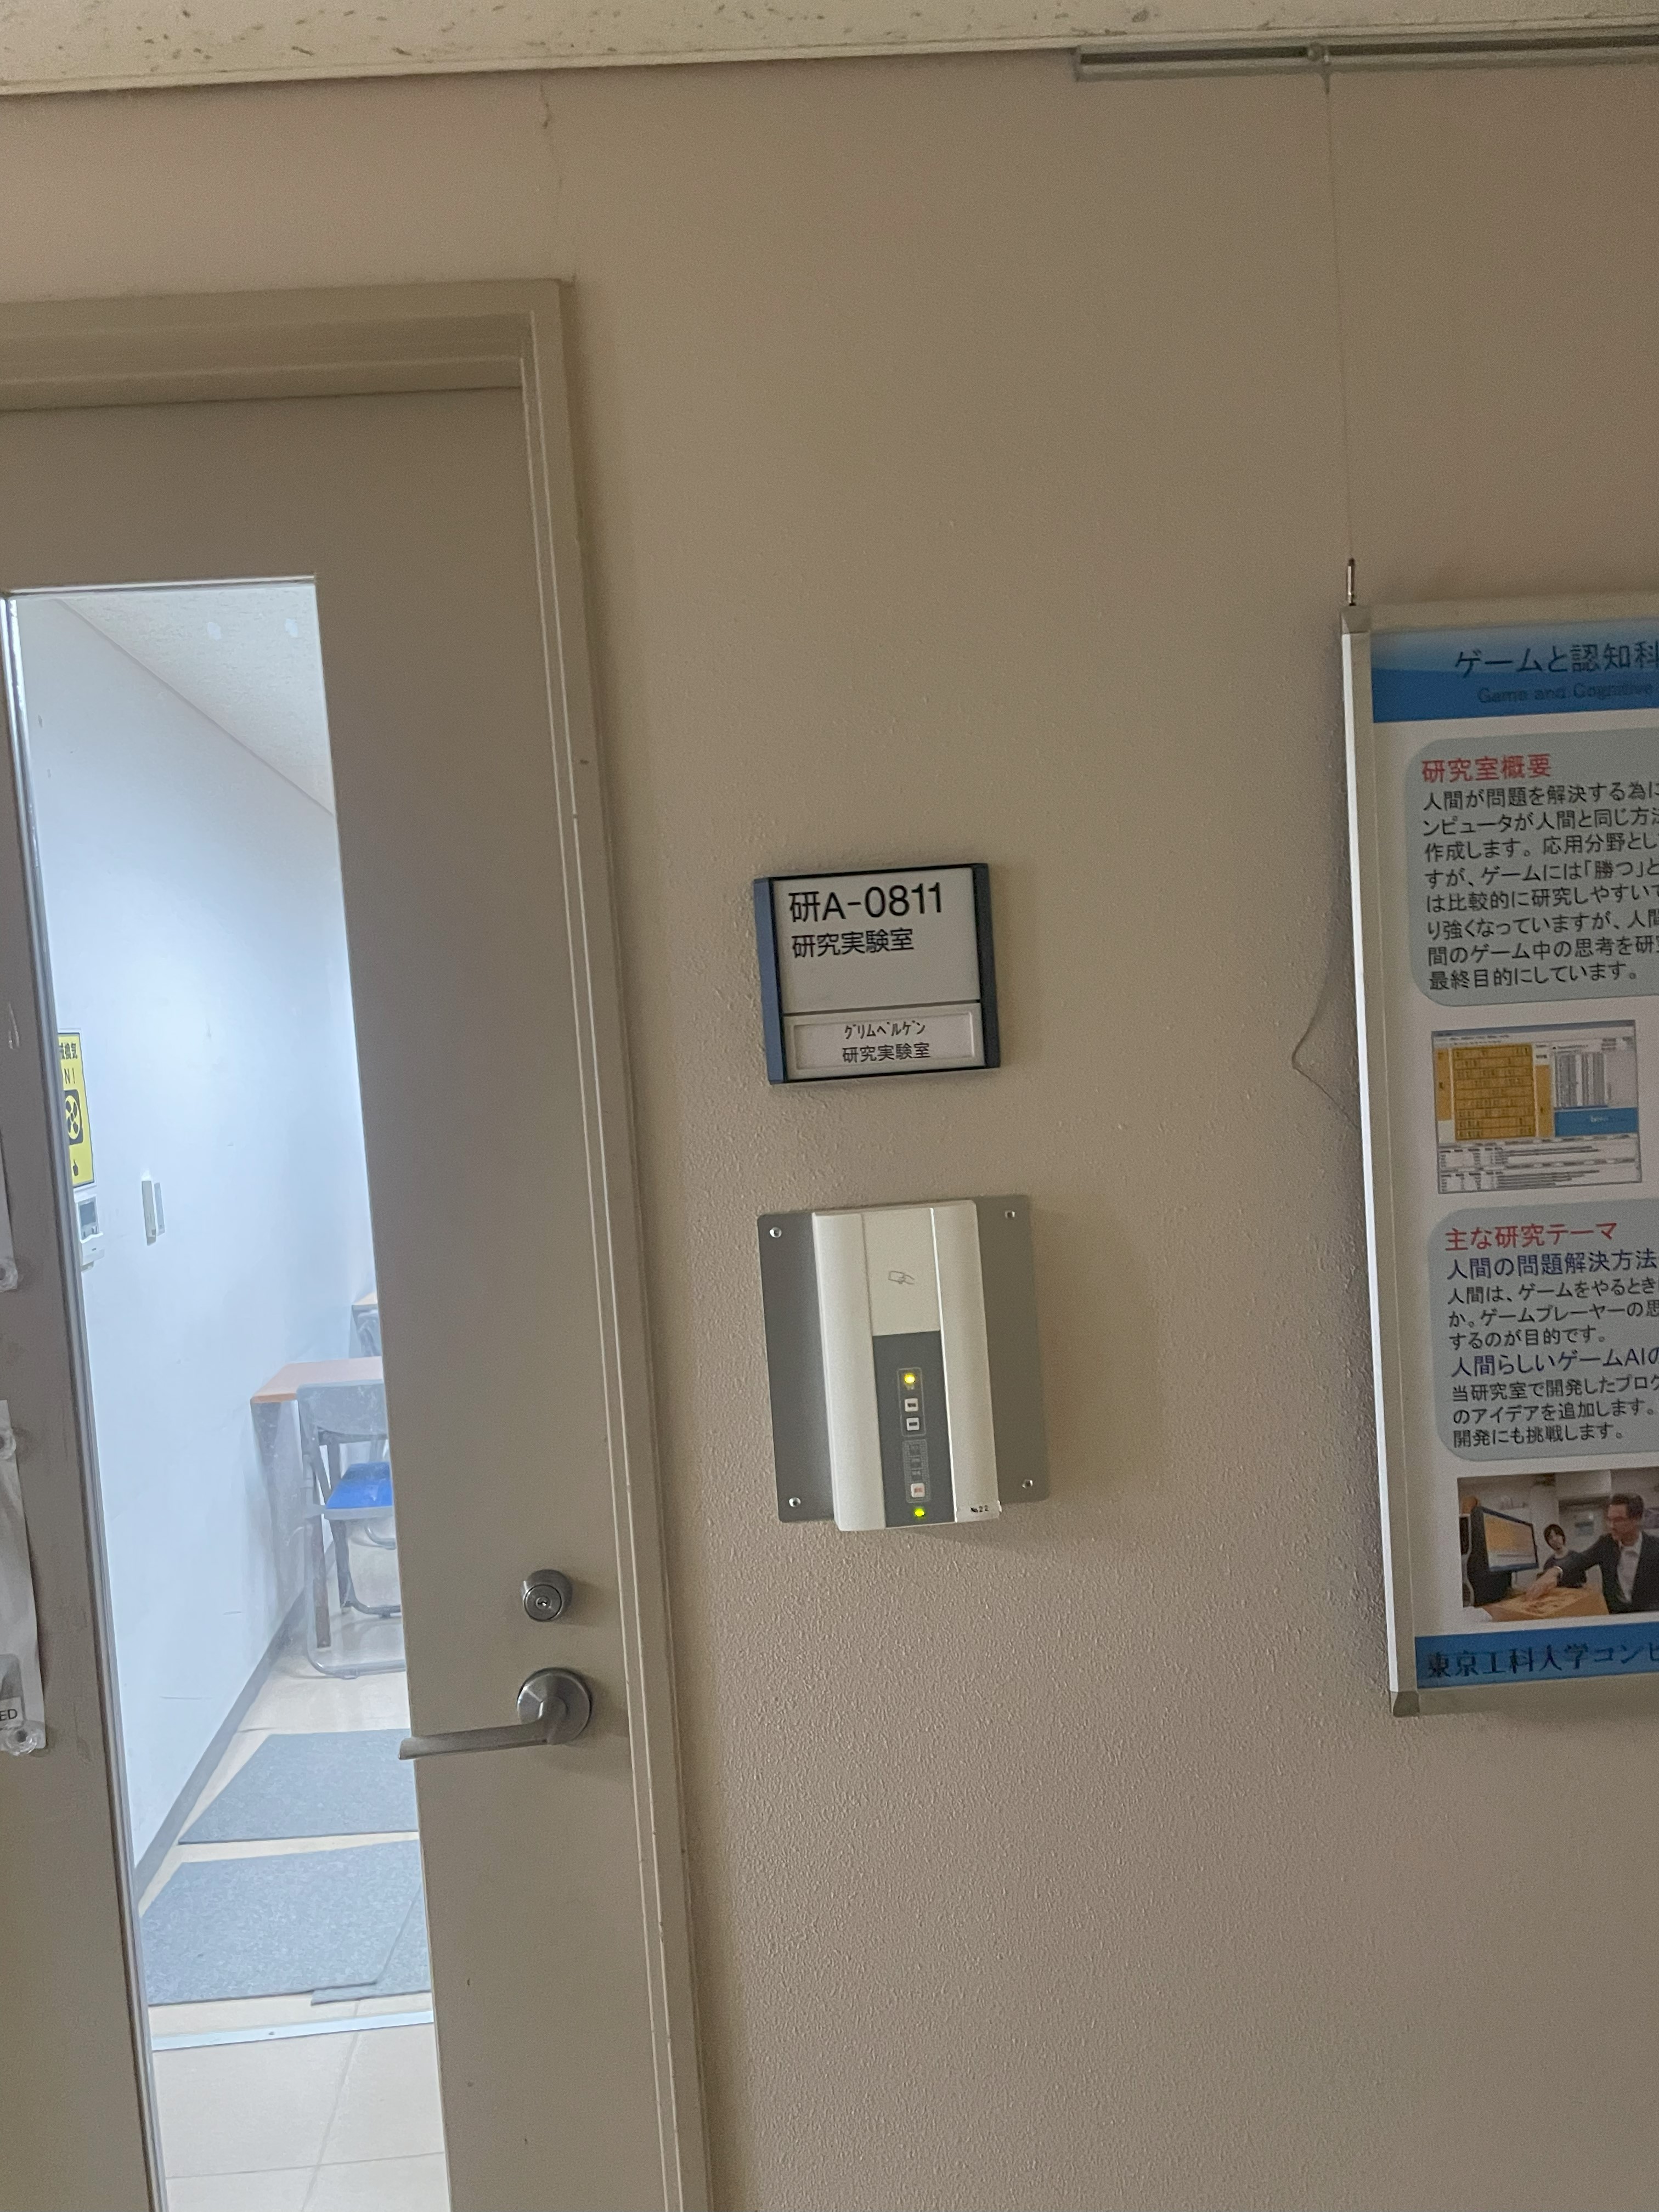 研A-0811
研究実験室
グリムベルゲン
研究実験室
№22
ゲームと認知科
Game and Cognitive
研究室概要
人間が問題を解決する為に
ンピュータが人間と同じ方法
作成します。応用分野とし
すが、ゲームには「勝つ」と
は比較的に研究しやすいで
り強くなっていますが、人間
間のゲーム中の思考を研究
最終目的にしています。
主な研究テーマ
人間の問題解決方法
人間は、ゲームをやるとき
か。ゲームプレーヤーの思
するのが目的です。
人間らしいゲームAIの
当研究室で開発したプログ
のアイデアを追加します。
開発にも挑戦します。
東京工科大学コンピ
換気
N!
ED